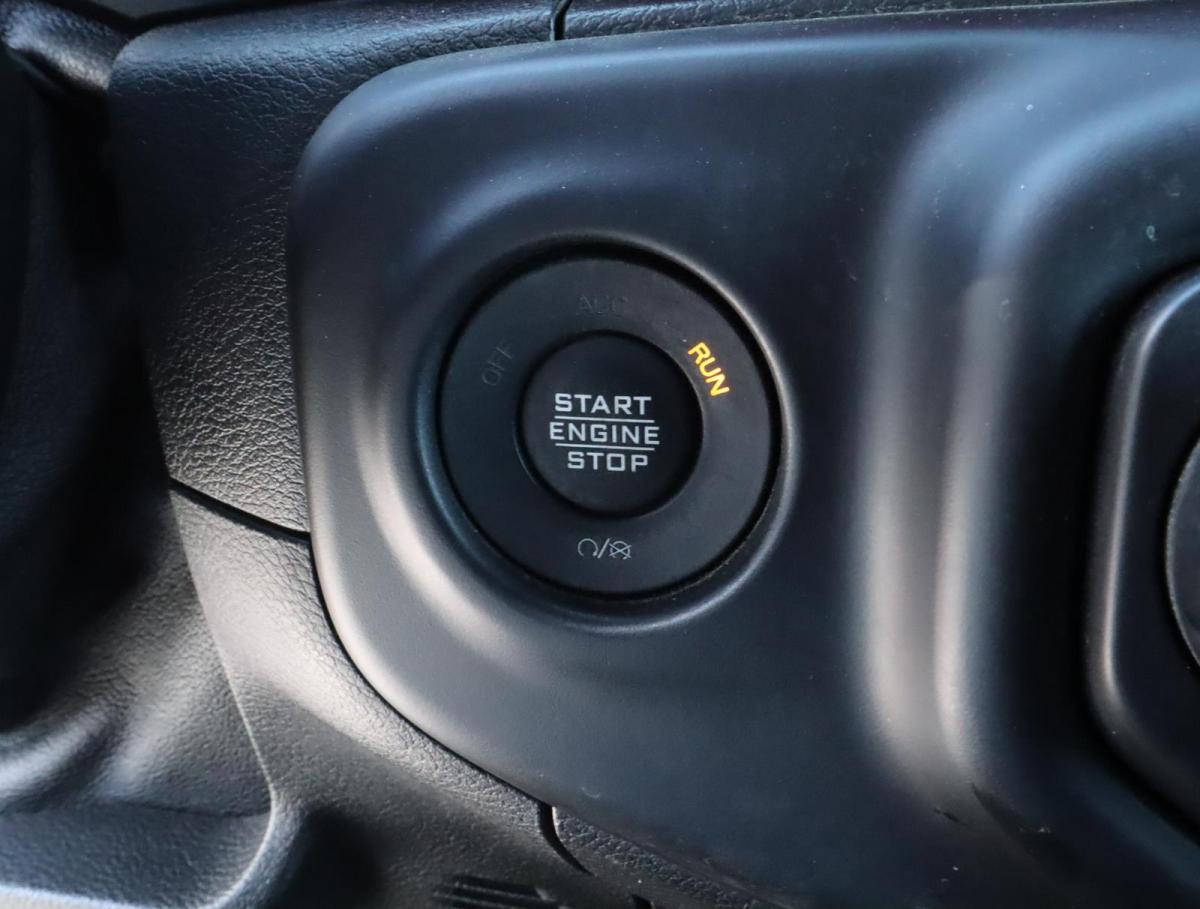 ACC
OFF
RUN
START
ENGINE
STOP